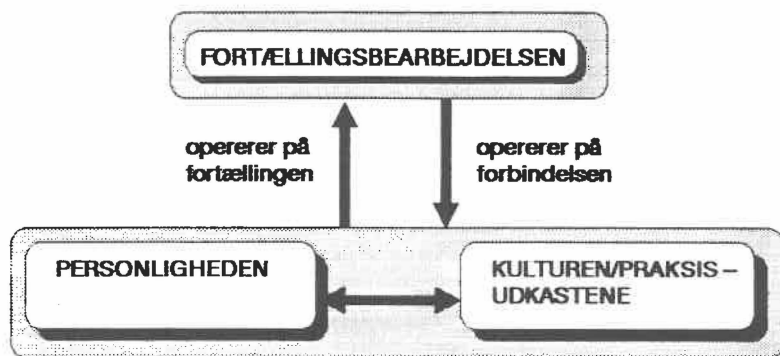 FORTÆLLINGSBEARBEJDELSEN
opererer på
fortællingen
opererer på
forbindelsen
PERSONLIGHEDEN
KULTUREN/PRAKSIS –
UDKASTENE